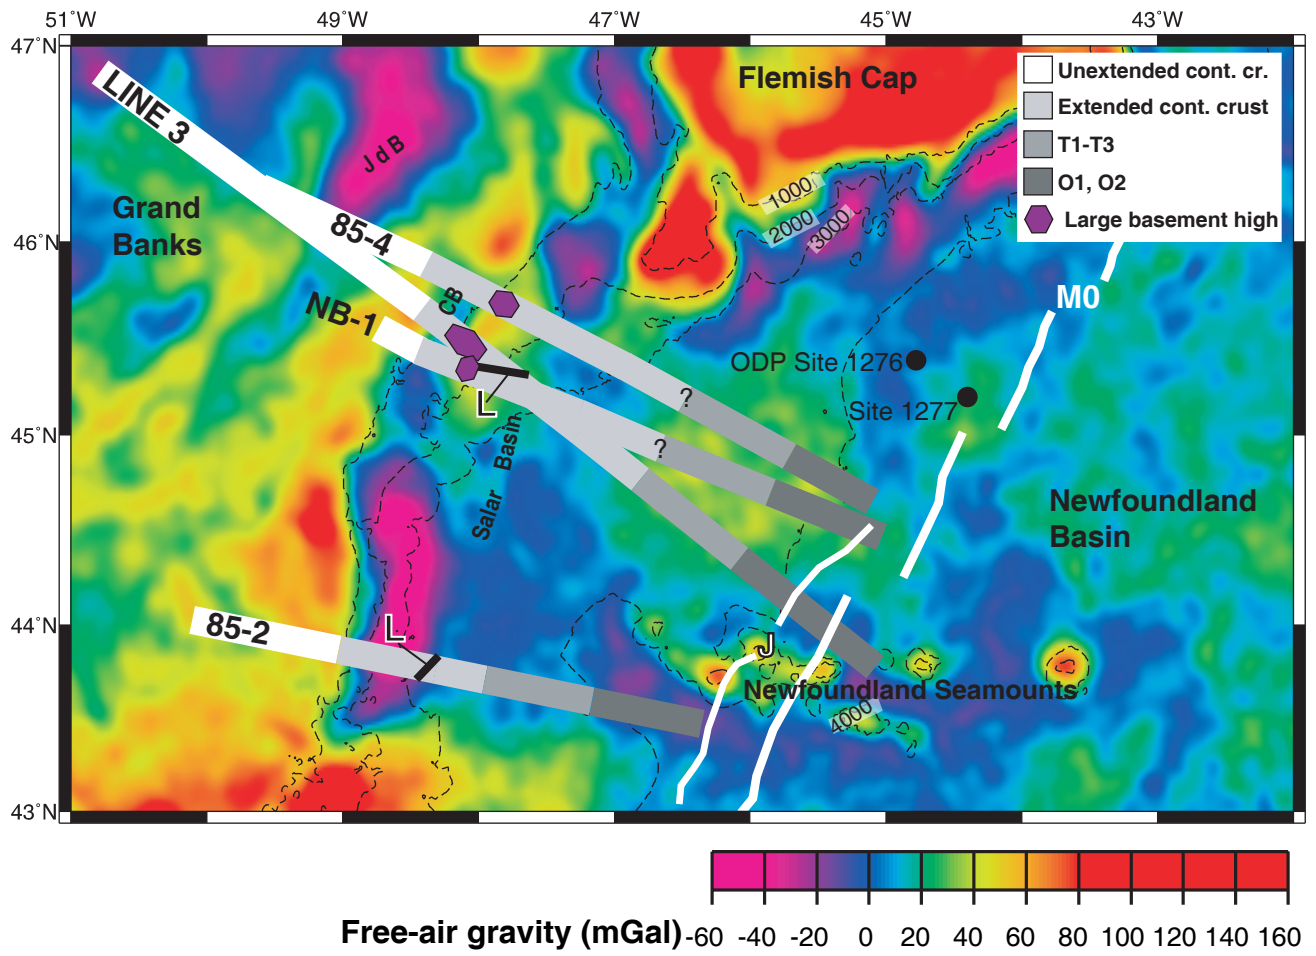 51°W 49°W 47°W 45°W 43°W
47°N
46°N
45°N
44°N
43°N
LINE 3
JdB
Flemish Cap
Unextended cont. cr.
Extended cont. crust
T1-T3
O1, O2
Large basement high
Grand
Banks
85-4
1000
2000
3000
NB-1
CB
M0
ODP Site 1276
Site 1277
L
?
?
Salar Basin
Newfoundland
Basin
85-2
L
J
Newfoundland Seamounts
4000
Free-air gravity (mGal)
-60 -40 -20 0 20 40 60 80 100 120 140 160